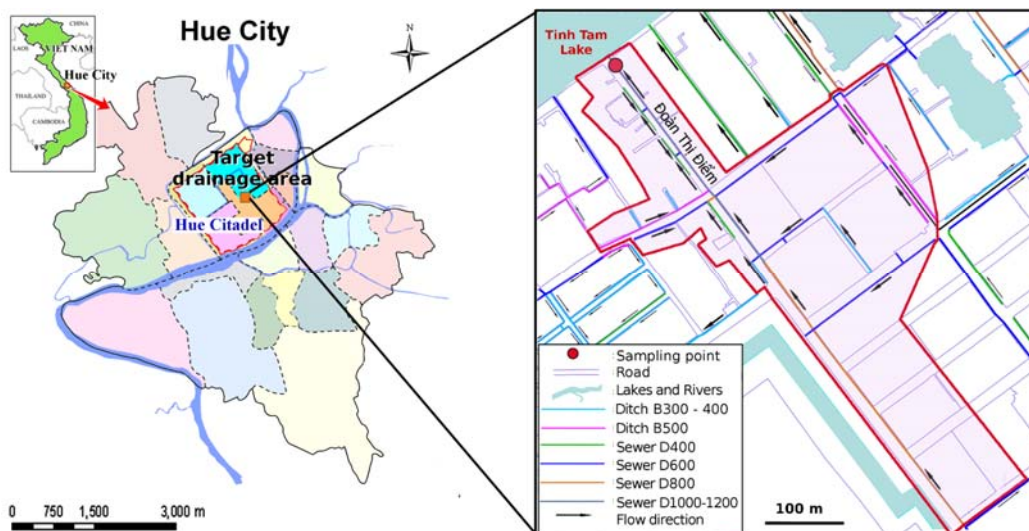 Hue City
CHINA
LAOS
VIET NAM
Hue City
THAILAND
CAMBODIA
Target
drainage area
Hue Citadel
0 750 1,500 3,000 m
Tinh Tam
Lake
Đoàn Thị Điểm
Sampling point
Road
Lakes and Rivers
Ditch B300 - 400
Ditch B500
Sewer D400
Sewer D600
Sewer D800
Sewer D1000-1200
Flow direction
100 m